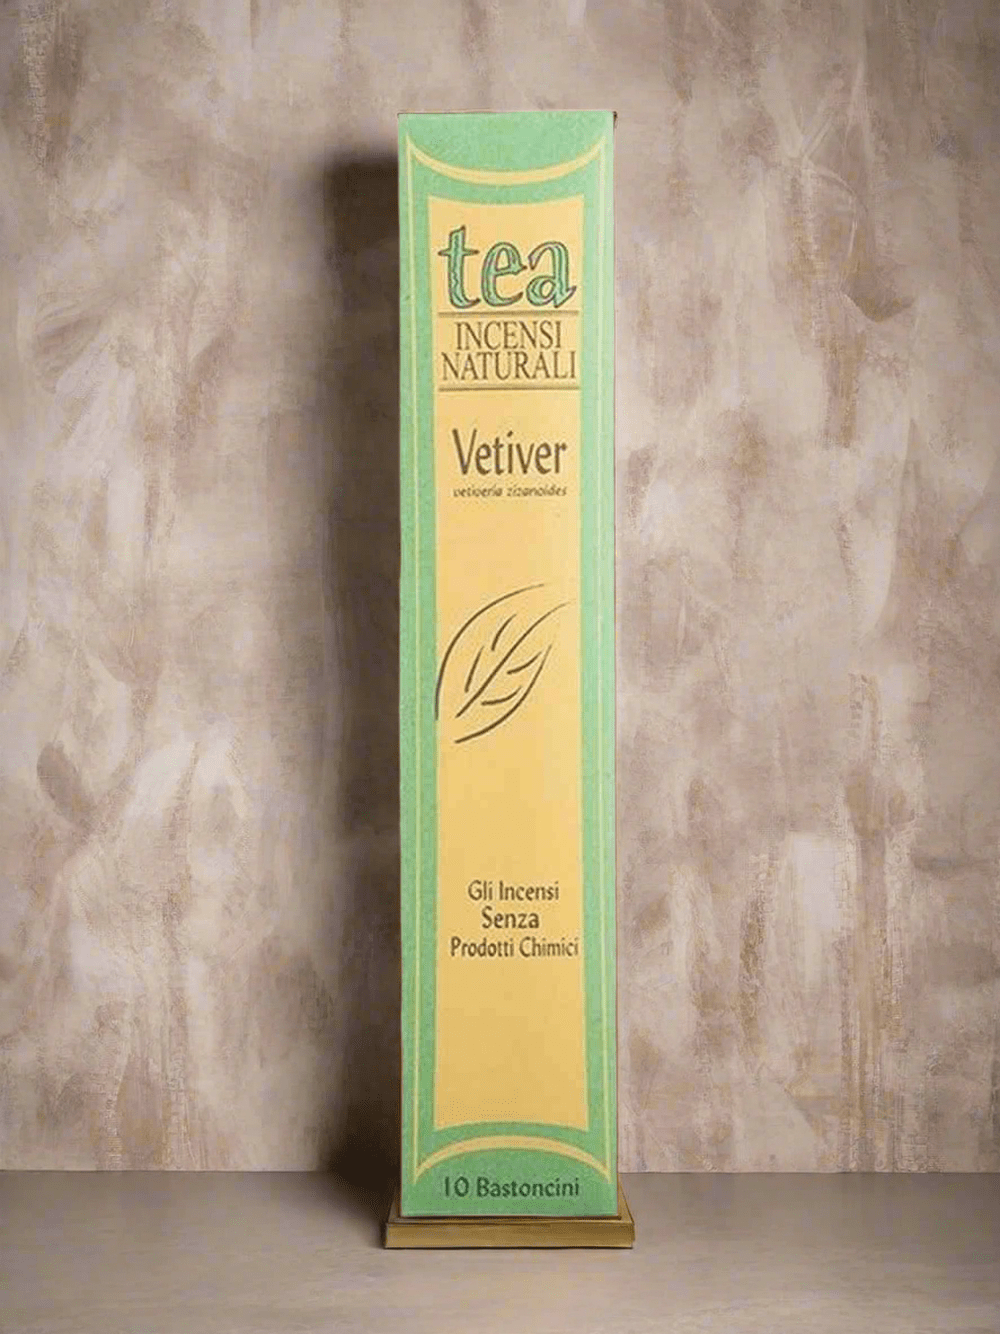 tea
INCENSI
NATURALI
Vetiver
vetiveria zizanoides
Gli Incensi
Senza
Prodotti Chimici
10 Bastoncini